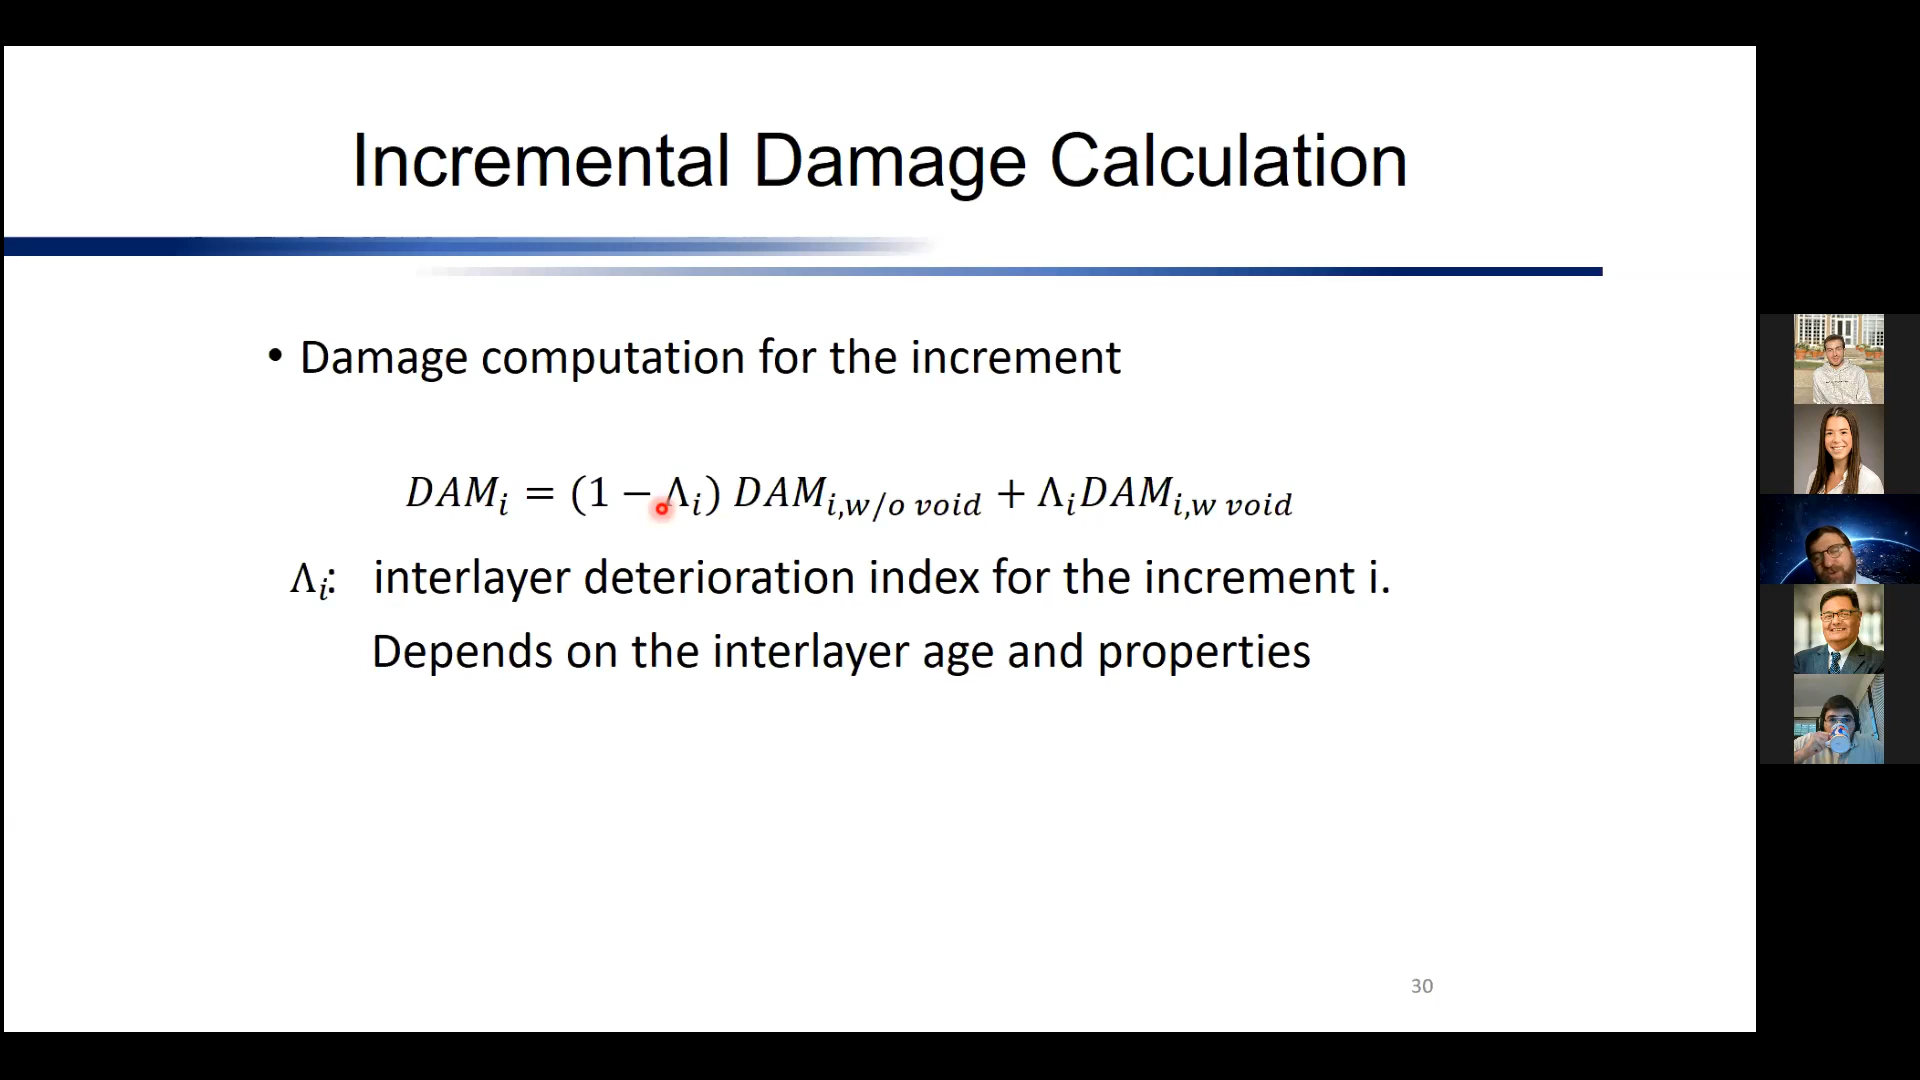 Incremental Damage Calculation
• Damage computation for the increment
DAMᵢ = (1 − Λᵢ) DAMᵢ,w/o void + ΛᵢDAMᵢ,w void
Λᵢ: interlayer deterioration index for the increment i.
Depends on the interlayer age and properties
30